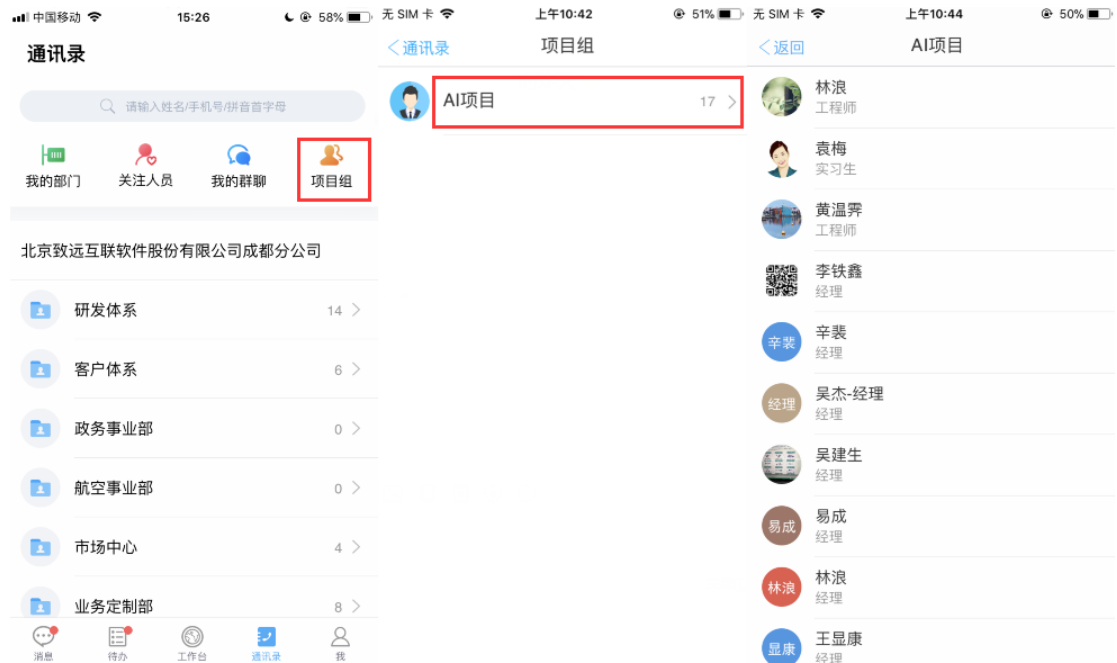 中国移动 15:26 58%
通讯录
请输入姓名/手机号/拼音首字母
我的部门 关注人员 我的群聊 项目组
北京致远互联软件股份有限公司成都分公司
研发体系 14
客户体系 6
政务事业部 0
航空事业部 0
市场中心 4
业务定制部 8
消息 待办 工作台 通讯录 我
无 SIM 卡 上午10:42 51%
通讯录 项目组
AI项目 17
无 SIM 卡 上午10:44 50%
返回 AI项目
林浪
工程师
袁梅
实习生
黄温霁
工程师
李铁鑫
经理
辛裴
辛裴
经理
经理
吴杰-经理
经理
吴建生
经理
易成
易成
经理
林浪
林浪
经理
显康
王显康
经理